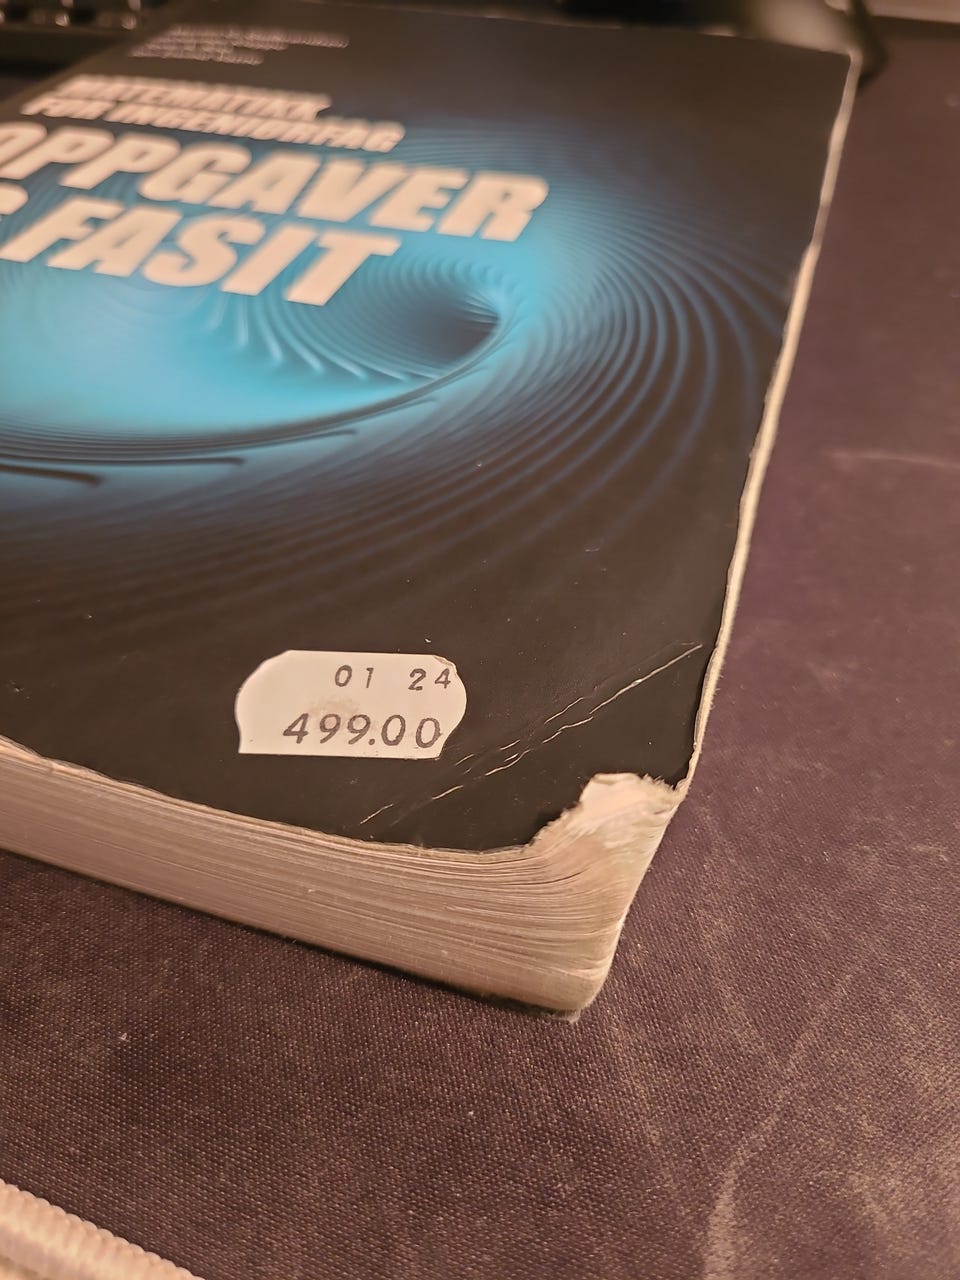 MATEMATIKK
FOR INGENIØRFAG
OPPGAVER
& FASIT
01 24
499.00